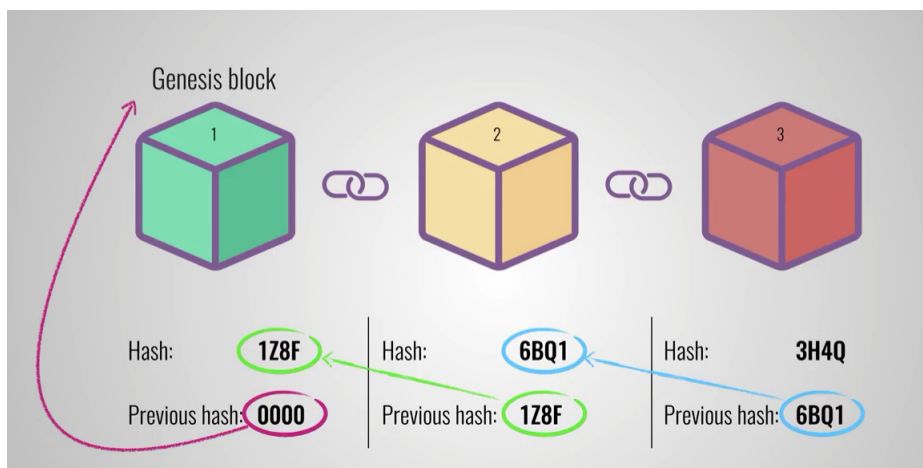 Genesis block
1
2
3
Hash: 1Z8F
Previous hash: 0000
Hash: 6BQ1
Previous hash: 1Z8F
Hash: 3H4Q
Previous hash: 6BQ1